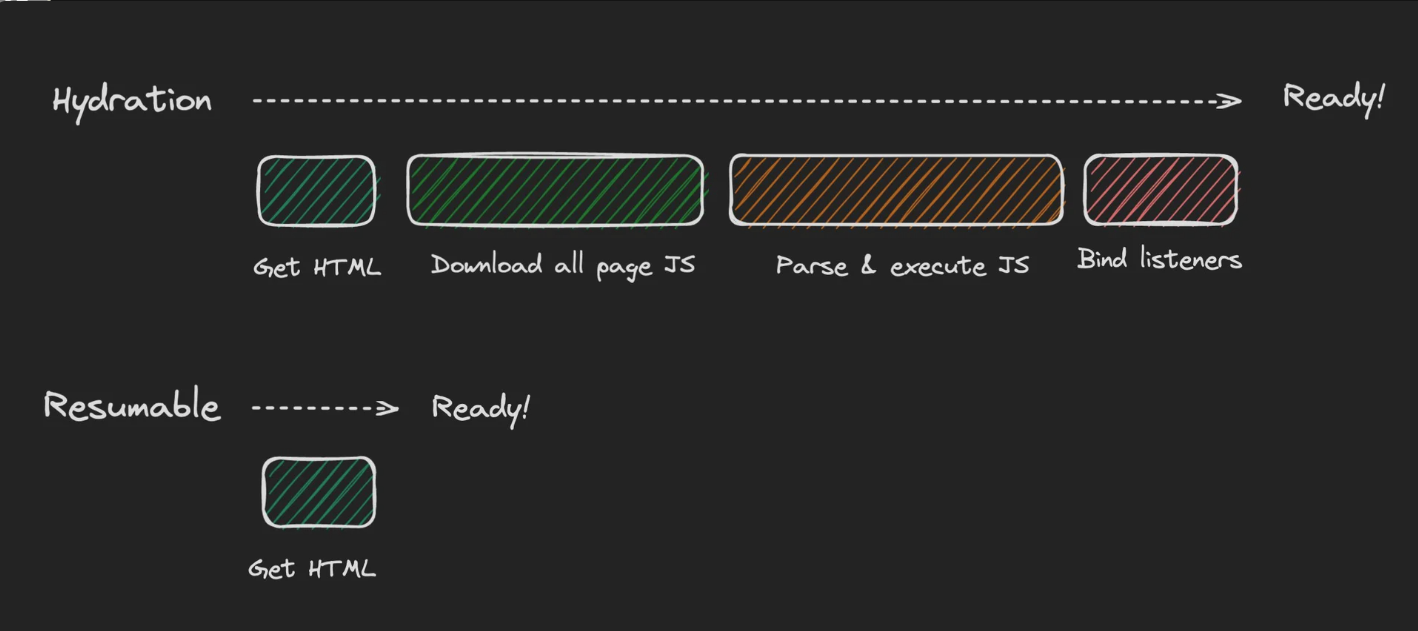 Hydration
Ready!
Get HTML
Download all page JS
Parse & execute JS
Bind listeners
Resumable
Ready!
Get HTML